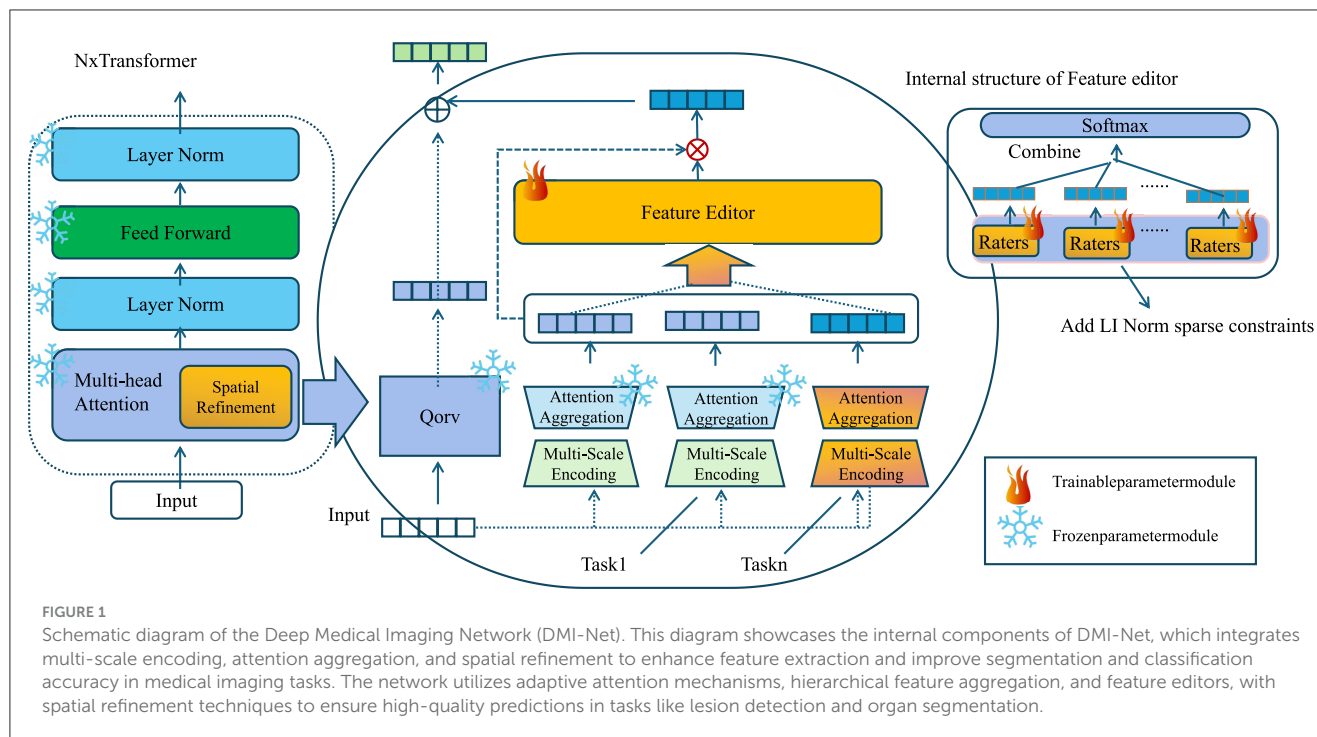 NxTransformer
Layer Norm
Feed Forward
Layer Norm
Multi-head
Attention
Spatial
Refinement
Input
Feature Editor
Qorv
Attention
Aggregation
Attention
Aggregation
Attention
Aggregation
Multi-Scale
Encoding
Multi-Scale
Encoding
Multi-Scale
Encoding
Input
Task1
Taskn
Internal structure of Feature editor
Softmax
Combine
......
......
Raters
Raters
Raters
Add LI Norm sparse constraints
Trainableparametermodule
Frozenparametermodule
FIGURE 1
Schematic diagram of the Deep Medical Imaging Network (DMI-Net). This diagram showcases the internal components of DMI-Net, which integrates
multi-scale encoding, attention aggregation, and spatial refinement to enhance feature extraction and improve segmentation and classification
accuracy in medical imaging tasks. The network utilizes adaptive attention mechanisms, hierarchical feature aggregation, and feature editors, with
spatial refinement techniques to ensure high-quality predictions in tasks like lesion detection and organ segmentation.